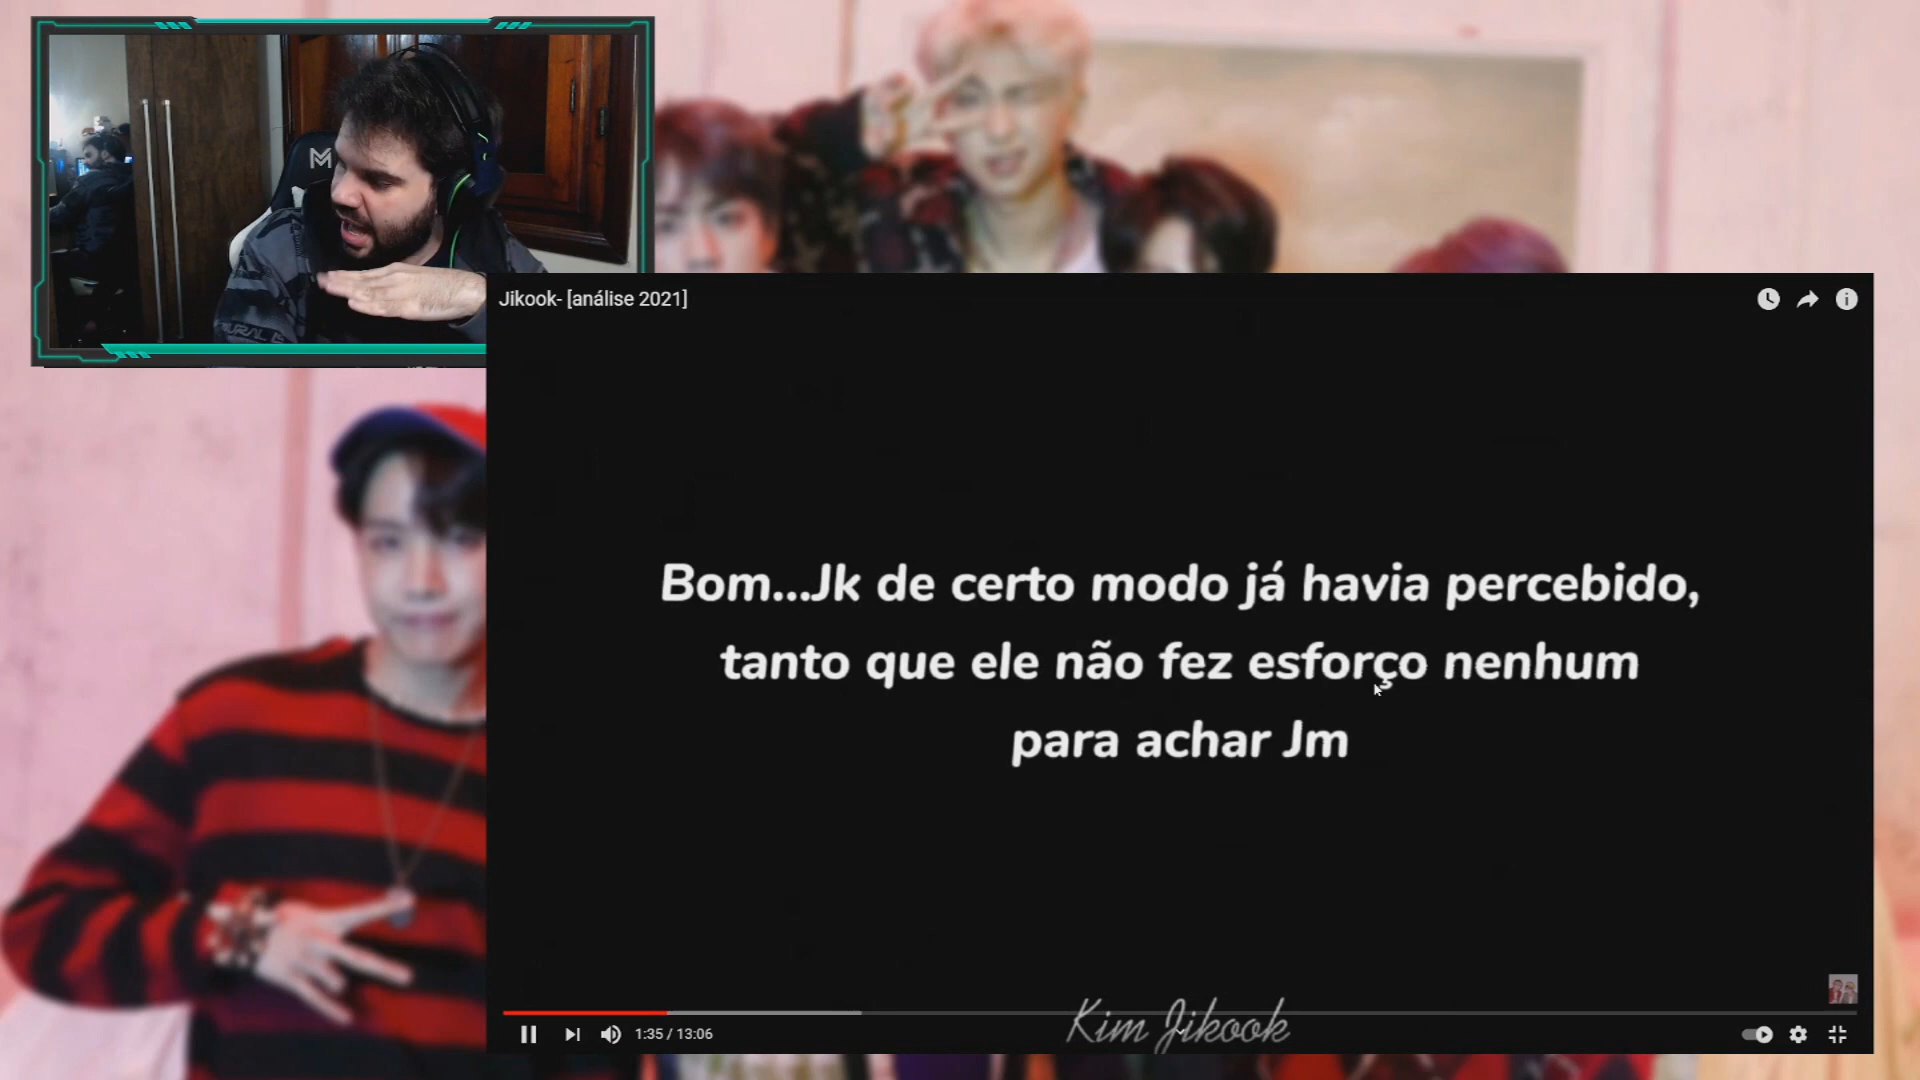 Jikook- [análise 2021]
Bom...Jk de certo modo já havia percebido,
tanto que ele não fez esforço nenhum
para achar Jm
Kim Jikook
1:35 / 13:06